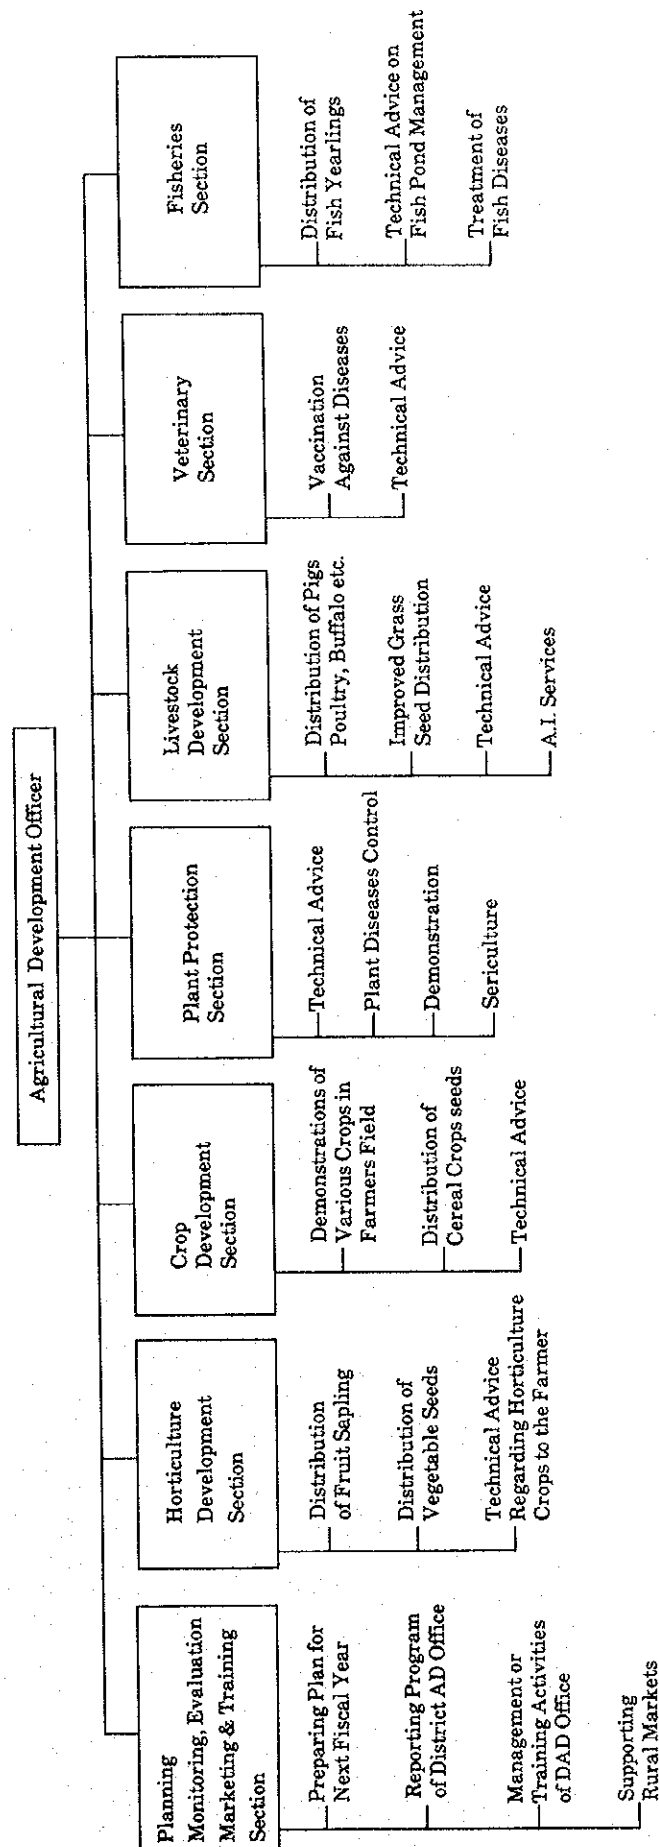 Agricultural Development Officer
Planning
Monitoring, Evaluation
Marketing & Training
Section
Preparing Plan for
Next Fiscal Year
Reporting Program
of District AD Office
Management or
Training Activities
of DAD Office
Supporting
Rural Markets
Horticulture
Development
Section
Distribution
of Fruit Sapling
Distribution of
Vegetable Seeds
Technical Advice
Regarding Horticulture
Crops to the Farmer
Crop
Development
Section
Demonstrations of
Various Crops in
Farmers Field
Distribution of
Cereal Crops seeds
Technical Advice
Plant Protection
Section
Technical Advice
Plant Diseases Control
Demonstration
Sericulture
Livestock
Development
Section
Distribution of Pigs
Poultry, Buffalo etc.
Improved Grass
Seed Distribution
Technical Advice
A.I. Services
Veterinary
Section
Vaccination
Against Diseases
Technical Advice
Fisheries
Section
Distribution of
Fish Yearlings
Technical Advice on
Fish Pond Management
Treatment of
Fish Diseases